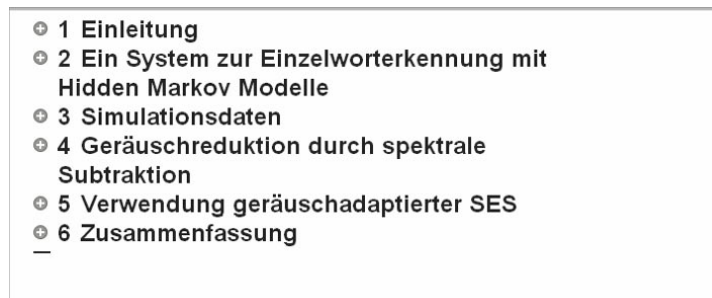 1 Einleitung
2 Ein System zur Einzelworterkennung mit
Hidden Markov Modelle
3 Simulationsdaten
4 Geräuschreduktion durch spektrale
Subtraktion
5 Verwendung geräuschadaptierter SES
6 Zusammenfassung